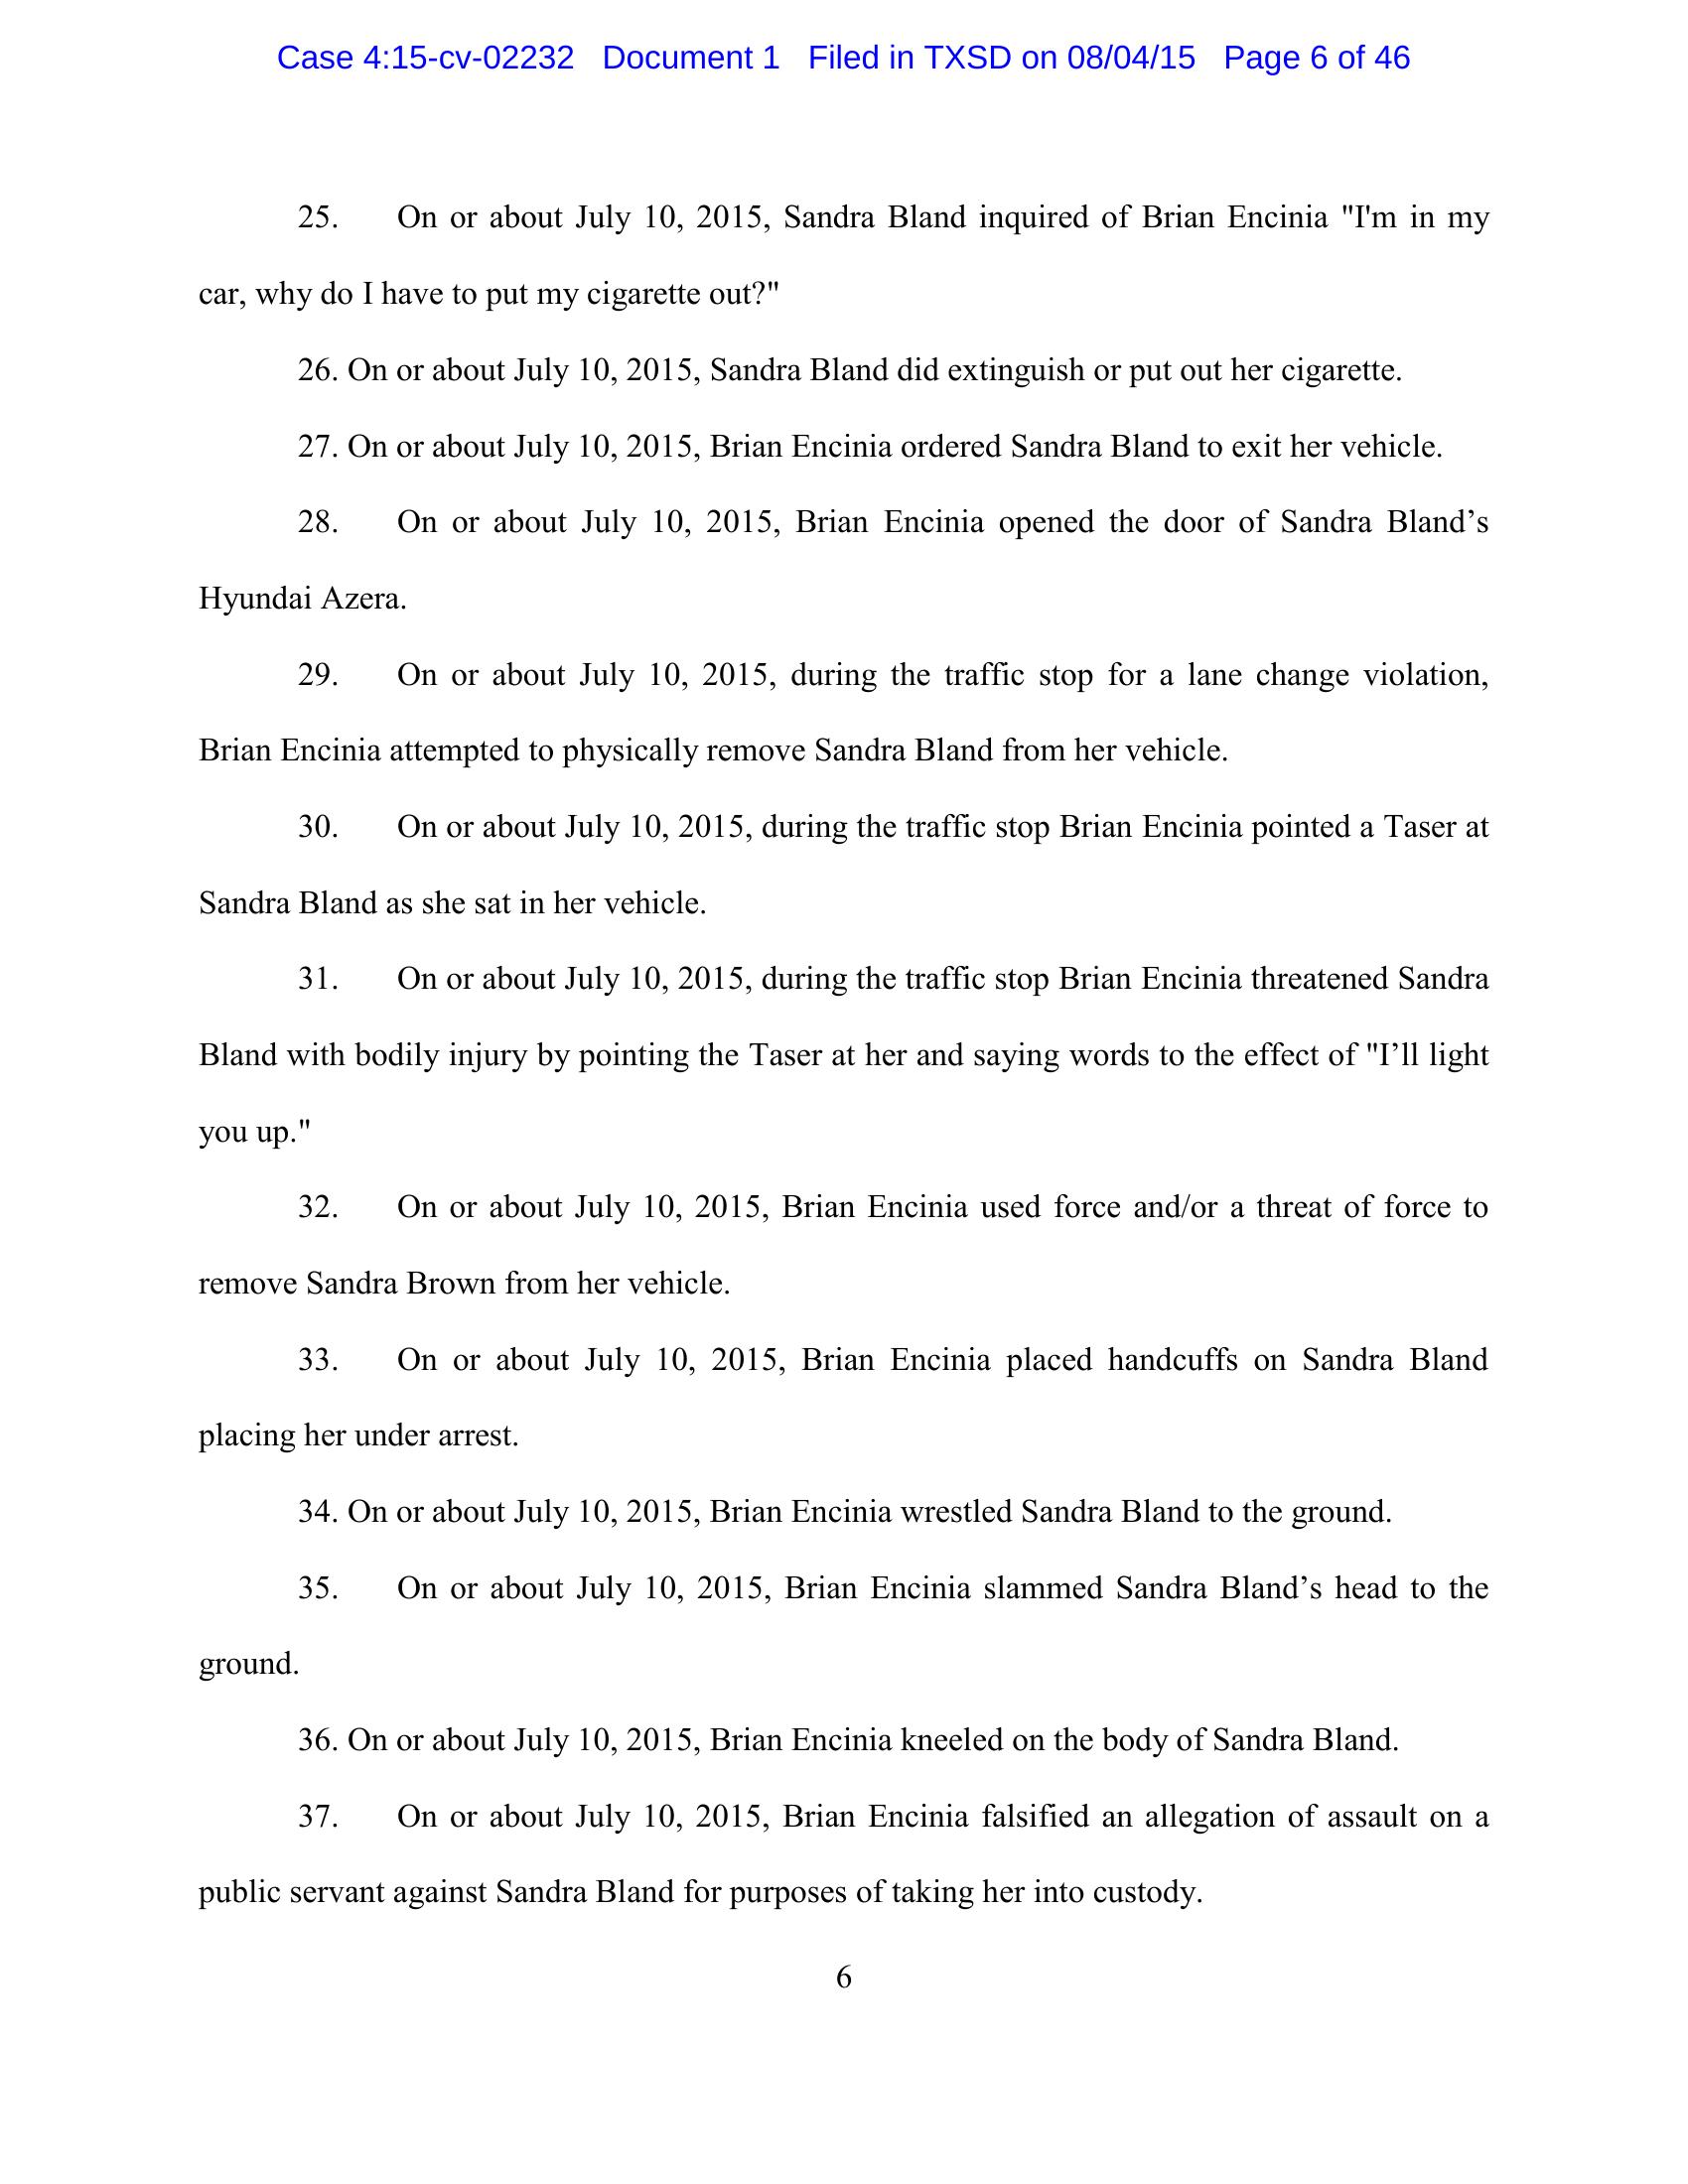 Case 4:15-cv-02232 Document 1 Filed in TXSD on 08/04/15 Page 6 of 46
25. On or about July 10, 2015, Sandra Bland inquired of Brian Encinia "I'm in my
car, why do I have to put my cigarette out?"
26. On or about July 10, 2015, Sandra Bland did extinguish or put out her cigarette.
27. On or about July 10, 2015, Brian Encinia ordered Sandra Bland to exit her vehicle.
28. On or about July 10, 2015, Brian Encinia opened the door of Sandra Bland’s
Hyundai Azera.
29. On or about July 10, 2015, during the traffic stop for a lane change violation,
Brian Encinia attempted to physically remove Sandra Bland from her vehicle.
30. On or about July 10, 2015, during the traffic stop Brian Encinia pointed a Taser at
Sandra Bland as she sat in her vehicle.
31. On or about July 10, 2015, during the traffic stop Brian Encinia threatened Sandra
Bland with bodily injury by pointing the Taser at her and saying words to the effect of "I’ll light
you up."
32. On or about July 10, 2015, Brian Encinia used force and/or a threat of force to
remove Sandra Brown from her vehicle.
33. On or about July 10, 2015, Brian Encinia placed handcuffs on Sandra Bland
placing her under arrest.
34. On or about July 10, 2015, Brian Encinia wrestled Sandra Bland to the ground.
35. On or about July 10, 2015, Brian Encinia slammed Sandra Bland’s head to the
ground.
36. On or about July 10, 2015, Brian Encinia kneeled on the body of Sandra Bland.
37. On or about July 10, 2015, Brian Encinia falsified an allegation of assault on a
public servant against Sandra Bland for purposes of taking her into custody.
6